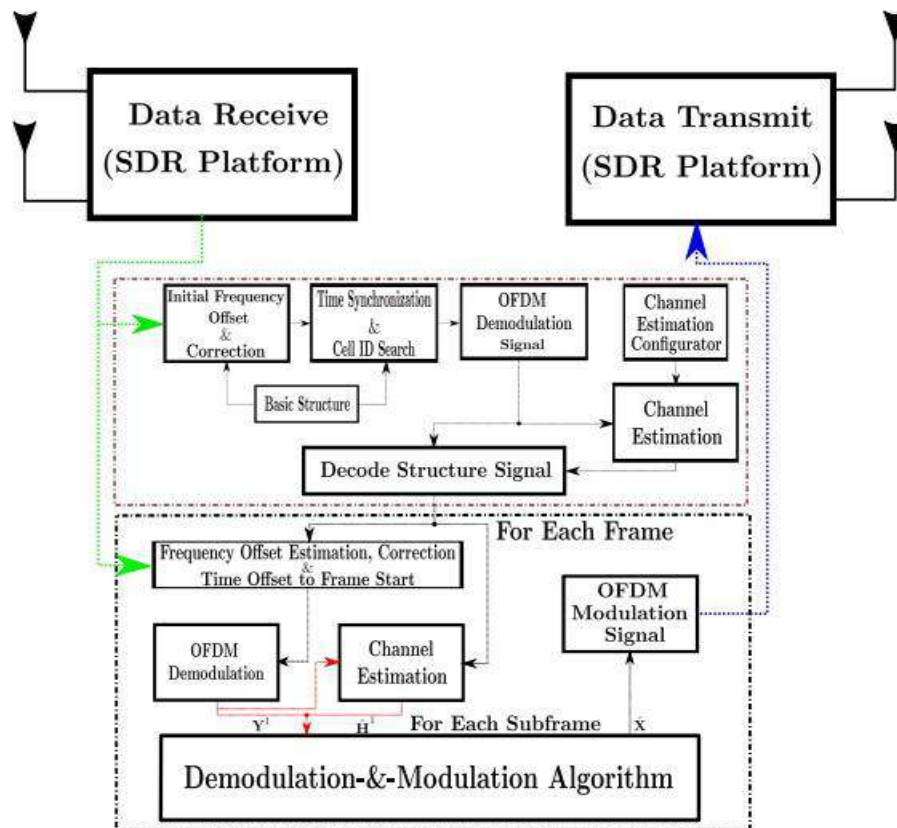 Data Receive
(SDR Platform)
Data Transmit
(SDR Platform)
Initial Frequency
Offset
&
Correction
Time Synchronization
&
Cell ID Search
OFDM
Demodulation
Signal
Channel
Estimation
Configurator
Basic Structure
Channel
Estimation
Decode Structure Signal
For Each Frame
Frequency Offset Estimation, Correction
&
Time Offset to Frame Start
OFDM
Modulation
Signal
OFDM
Demodulation
Channel
Estimation
Y¹
Ĥ¹
For Each Subframe
X̂
Demodulation-&-Modulation Algorithm